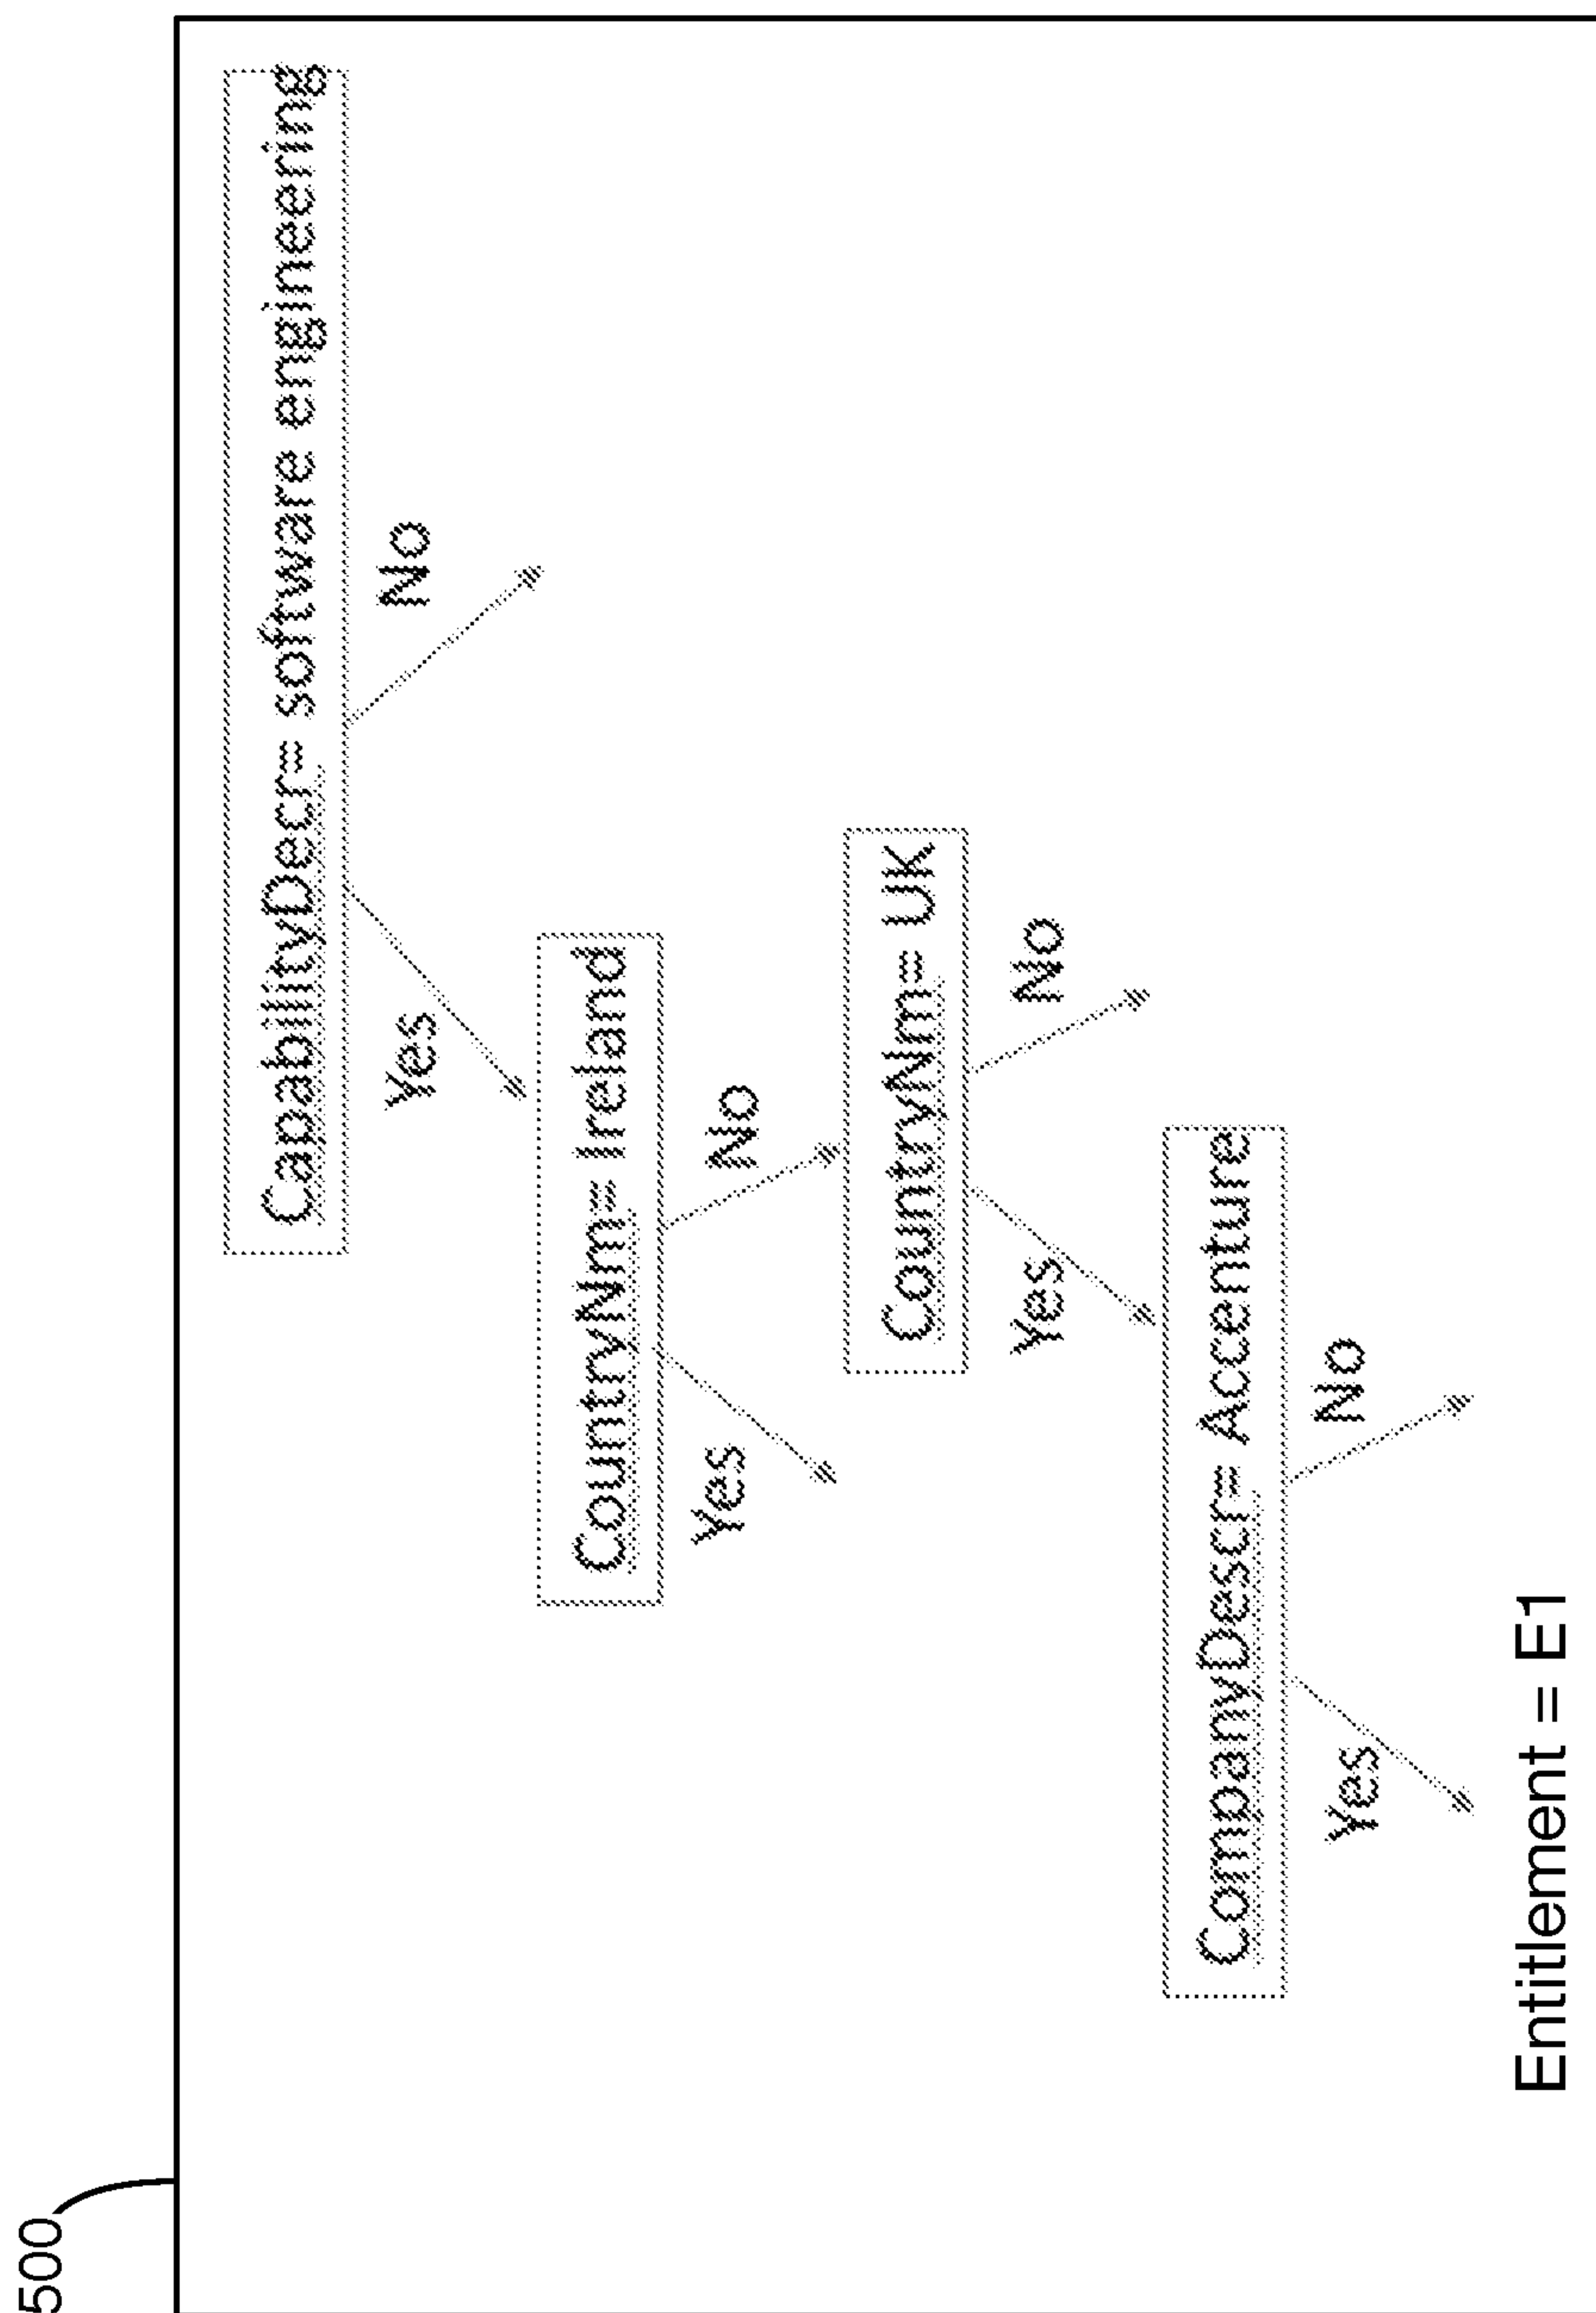 500
CapabilityDecr= software engineering
Yes
No
CountryNm= Ireland
Yes
No
CountryNm= UK
Yes
No
CompanyDescr= Accenture
Yes
No
Entitlement = E1